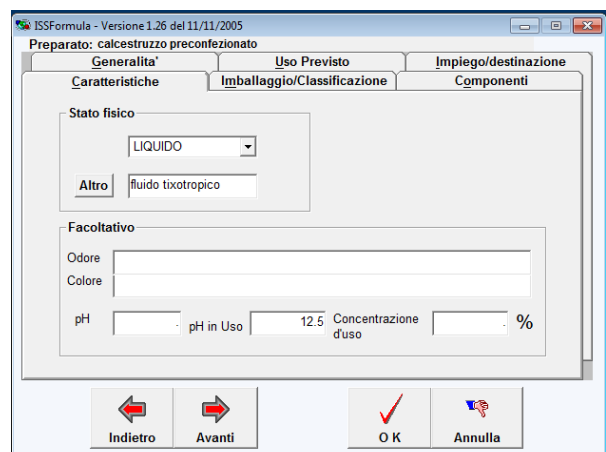 ISSFormula - Versione 1.26 del 11/11/2005
Preparato: calcestruzzo preconfezionato
Generalita' Uso Previsto Impiego/destinazione
Caratteristiche Imballaggio/Classificazione Componenti
Stato fisico
LIQUIDO
Altro fluido tixotropico
Facoltativo
Odore
Colore
pH . pH in Uso 12.5 Concentrazione d'uso . %
Indietro Avanti O K Annulla